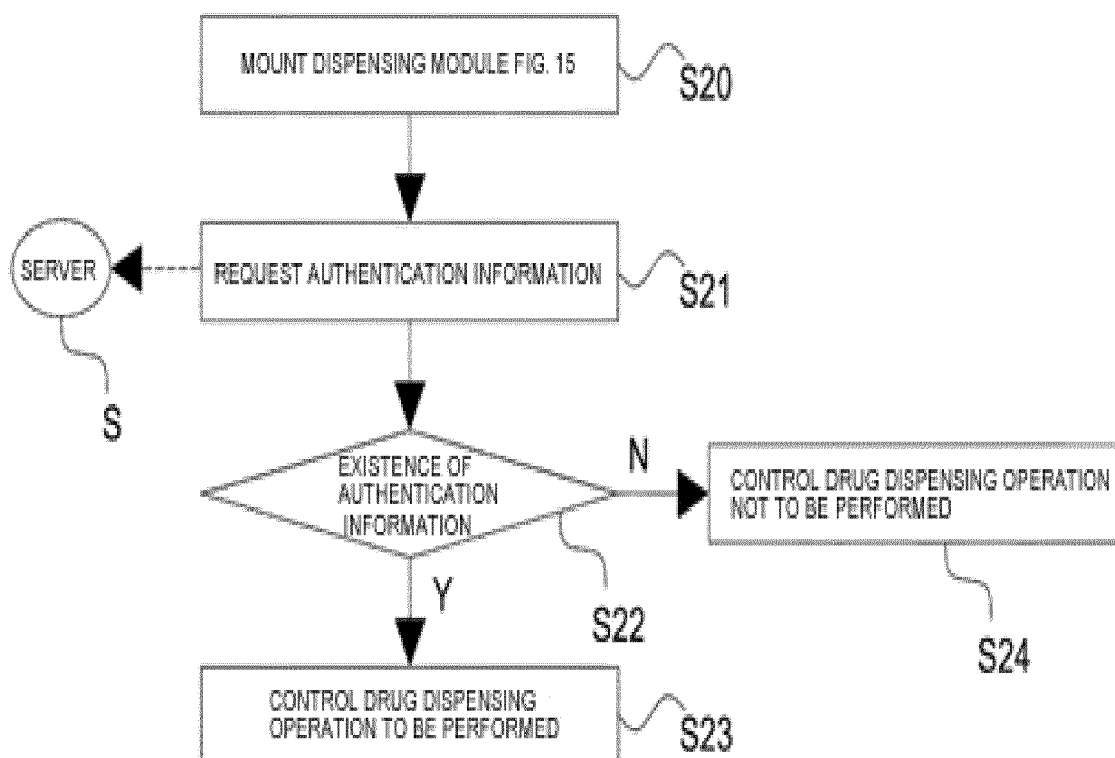 MOUNT DISPENSING MODULE FIG. 15
S20
SERVER
REQUEST AUTHENTICATION INFORMATION
S21
S
EXISTENCE OF
AUTHENTICATION
INFORMATION
N
CONTROL DRUG DISPENSING OPERATION
NOT TO BE PERFORMED
Y
S22
S24
CONTROL DRUG DISPENSING
OPERATION TO BE PERFORMED
S23